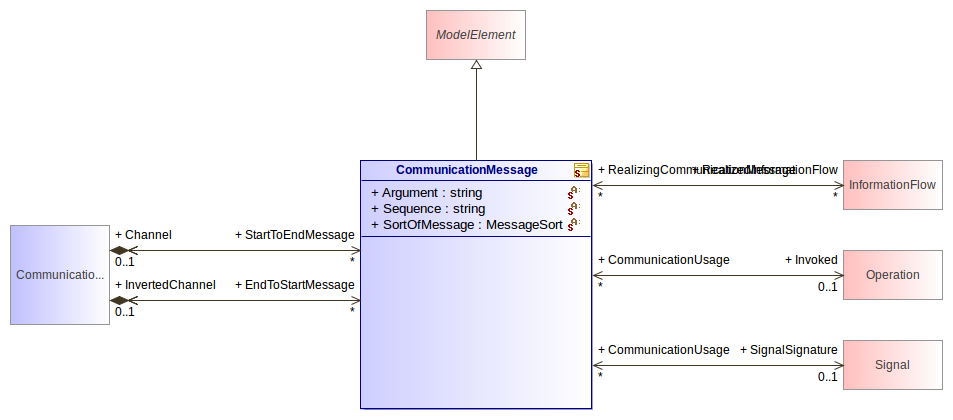 ModelElement
CommunicationMessage
+ Argument : string
+ Sequence : string
+ SortOfMessage : MessageSort
Communicatio...
+ Channel
+ StartToEndMessage
0..1
*
+ InvertedChannel
+ EndToStartMessage
0..1
*
+ RealizingCommunicationMessage
+ RealizedInformationFlow
*
*
InformationFlow
+ CommunicationUsage
+ Invoked
*
0..1
Operation
+ CommunicationUsage
+ SignalSignature
*
0..1
Signal